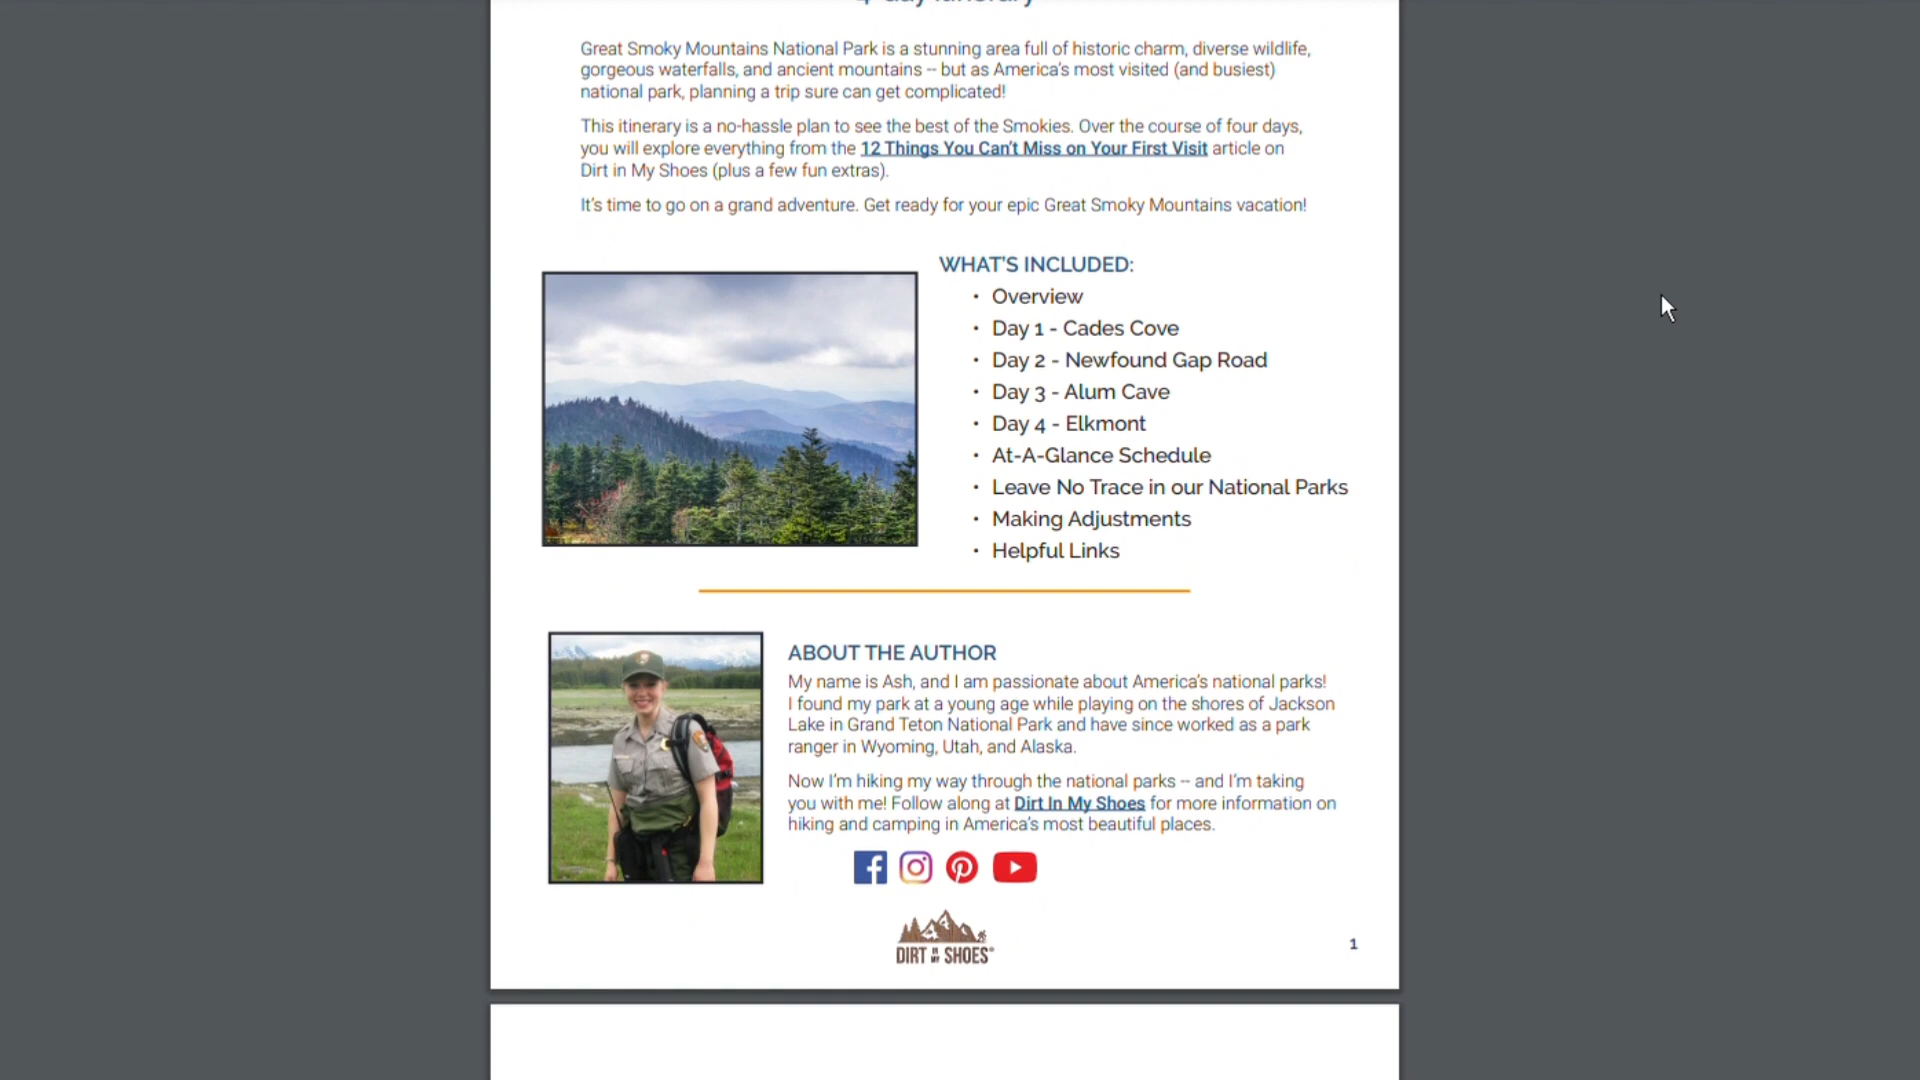 4-day itinerary
Great Smoky Mountains National Park is a stunning area full of historic charm, diverse wildlife,
gorgeous waterfalls, and ancient mountains -- but as America's most visited (and busiest)
national park, planning a trip sure can get complicated!
This itinerary is a no-hassle plan to see the best of the Smokies. Over the course of four days,
you will explore everything from the 12 Things You Can't Miss on Your First Visit article on
Dirt in My Shoes (plus a few fun extras).
It's time to go on a grand adventure. Get ready for your epic Great Smoky Mountains vacation!
WHAT'S INCLUDED:
• Overview
• Day 1 - Cades Cove
• Day 2 - Newfound Gap Road
• Day 3 - Alum Cave
• Day 4 - Elkmont
• At-A-Glance Schedule
• Leave No Trace in our National Parks
• Making Adjustments
• Helpful Links
ABOUT THE AUTHOR
My name is Ash, and I am passionate about America's national parks!
I found my park at a young age while playing on the shores of Jackson
Lake in Grand Teton National Park and have since worked as a park
ranger in Wyoming, Utah, and Alaska.
Now I'm hiking my way through the national parks -- and I'm taking
you with me! Follow along at Dirt In My Shoes for more information on
hiking and camping in America's most beautiful places.
DIRT IN MY SHOES®
1